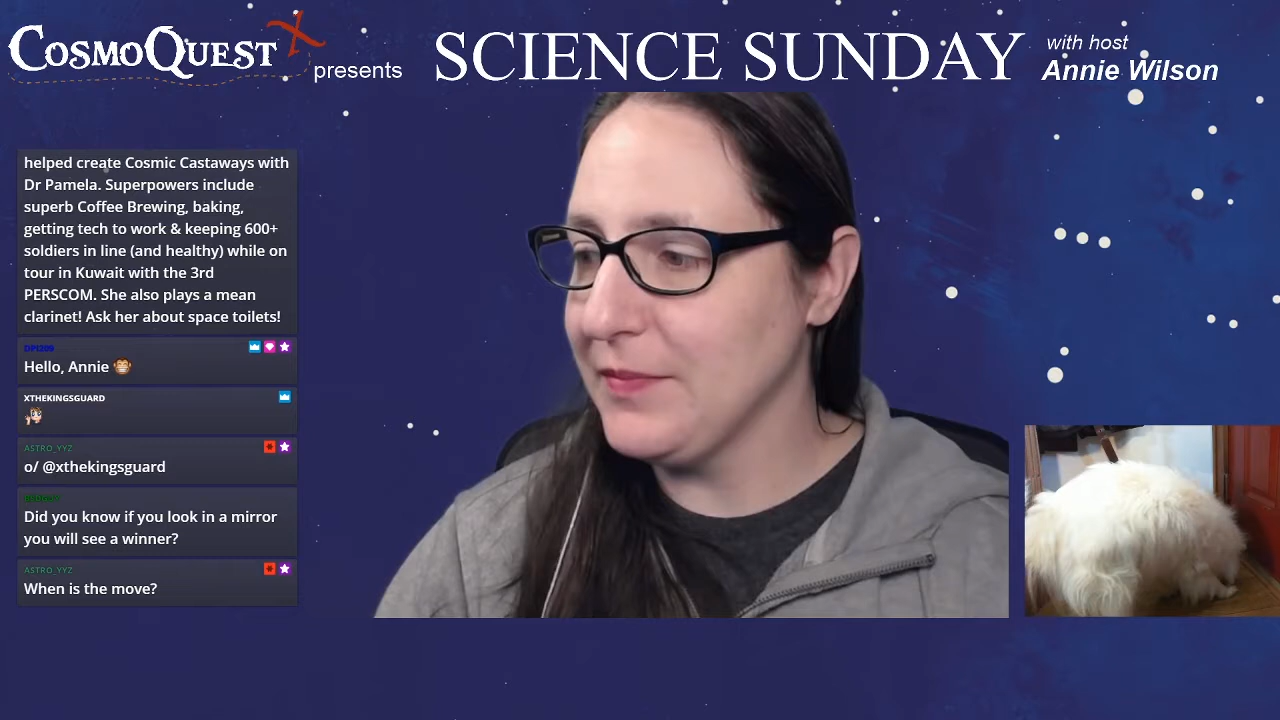 CosmoQuest X
presents
SCIENCE SUNDAY
with host
Annie Wilson
helped create Cosmic Castaways with
Dr Pamela. Superpowers include
superb Coffee Brewing, baking,
getting tech to work & keeping 600+
soldiers in line (and healthy) while on
tour in Kuwait with the 3rd
PERSCOM. She also plays a mean
clarinet! Ask her about space toilets!
Hello, Annie
XTHEKINGSGUARD
ASTRO_YYZ
o/ @xthekingsguard
Did you know if you look in a mirror
you will see a winner?
ASTRO_YYZ
When is the move?